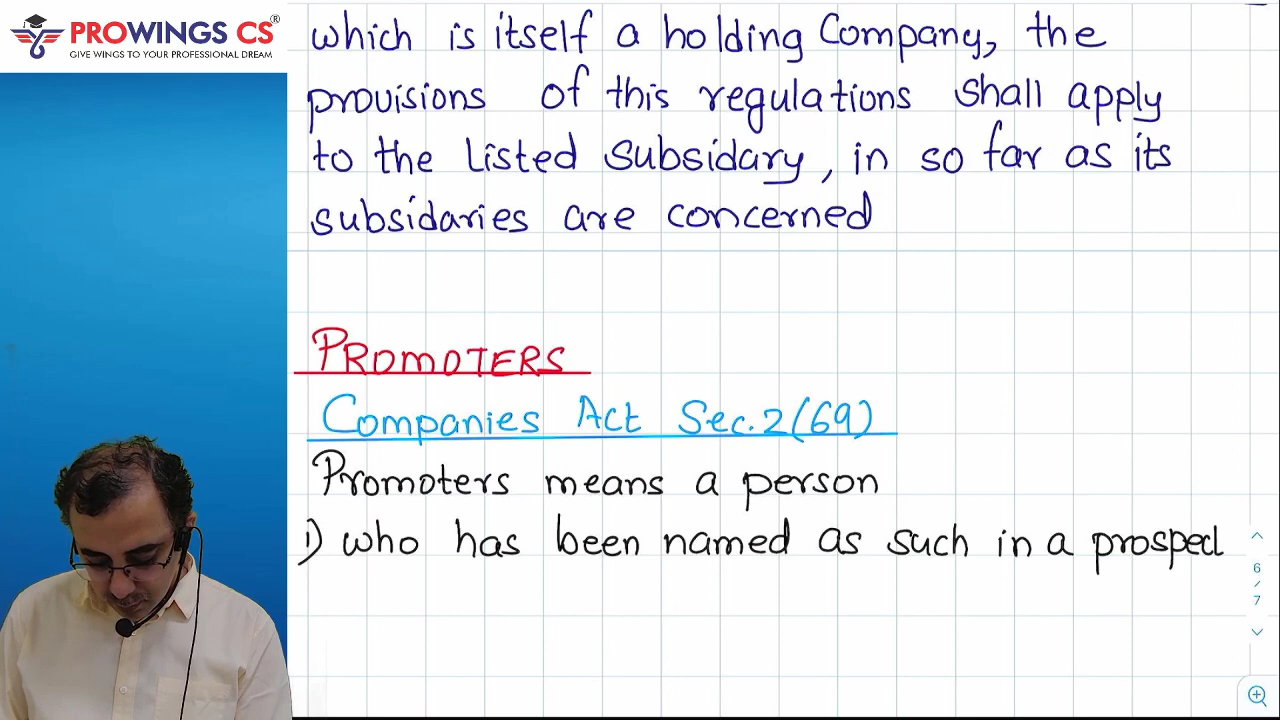 PROWINGS CS®
GIVE WINGS TO YOUR PROFESSIONAL DREAM
which is itself a holding Company, the
provisions of this regulations shall apply
to the Listed subsidary, in so far as its
subsidaries are concerned
PROMOTERS
Companies Act Sec.2(69)
Promoters means a person
1) who has been named as such in a prospect
6
/
7